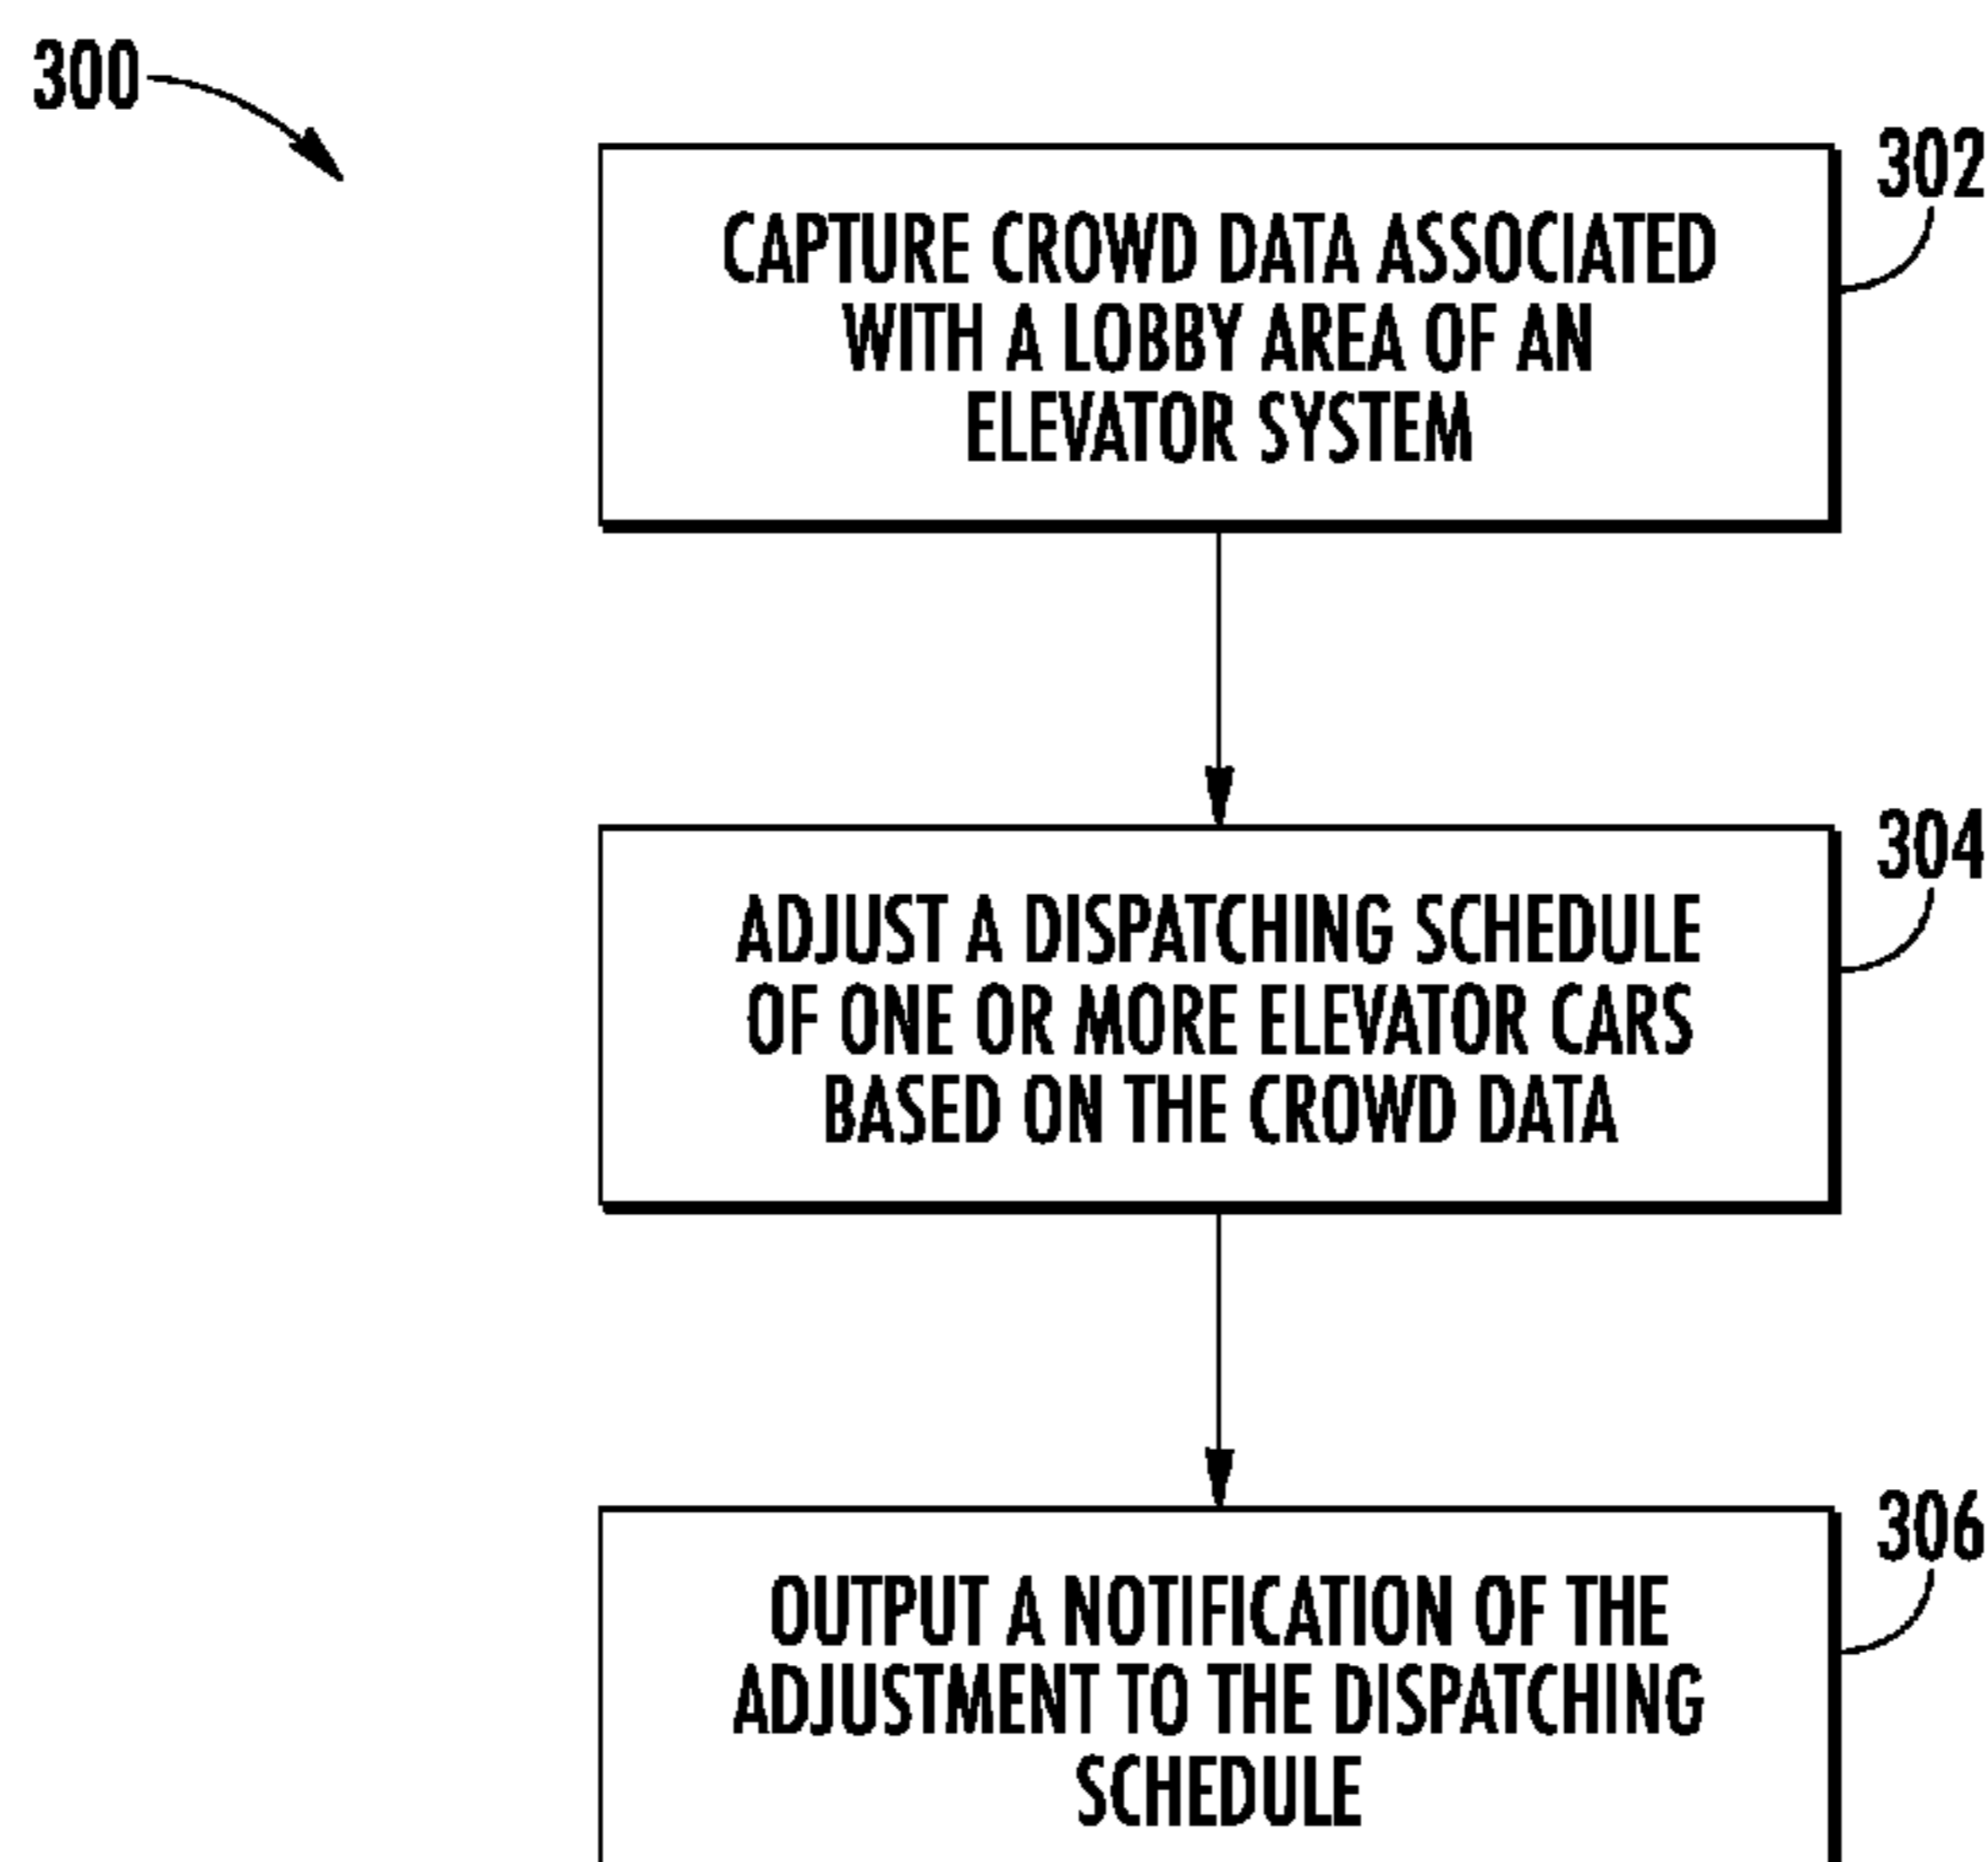 300
302
CAPTURE CROWD DATA ASSOCIATED
WITH A LOBBY AREA OF AN
ELEVATOR SYSTEM
304
ADJUST A DISPATCHING SCHEDULE
OF ONE OR MORE ELEVATOR CARS
BASED ON THE CROWD DATA
306
OUTPUT A NOTIFICATION OF THE
ADJUSTMENT TO THE DISPATCHING
SCHEDULE